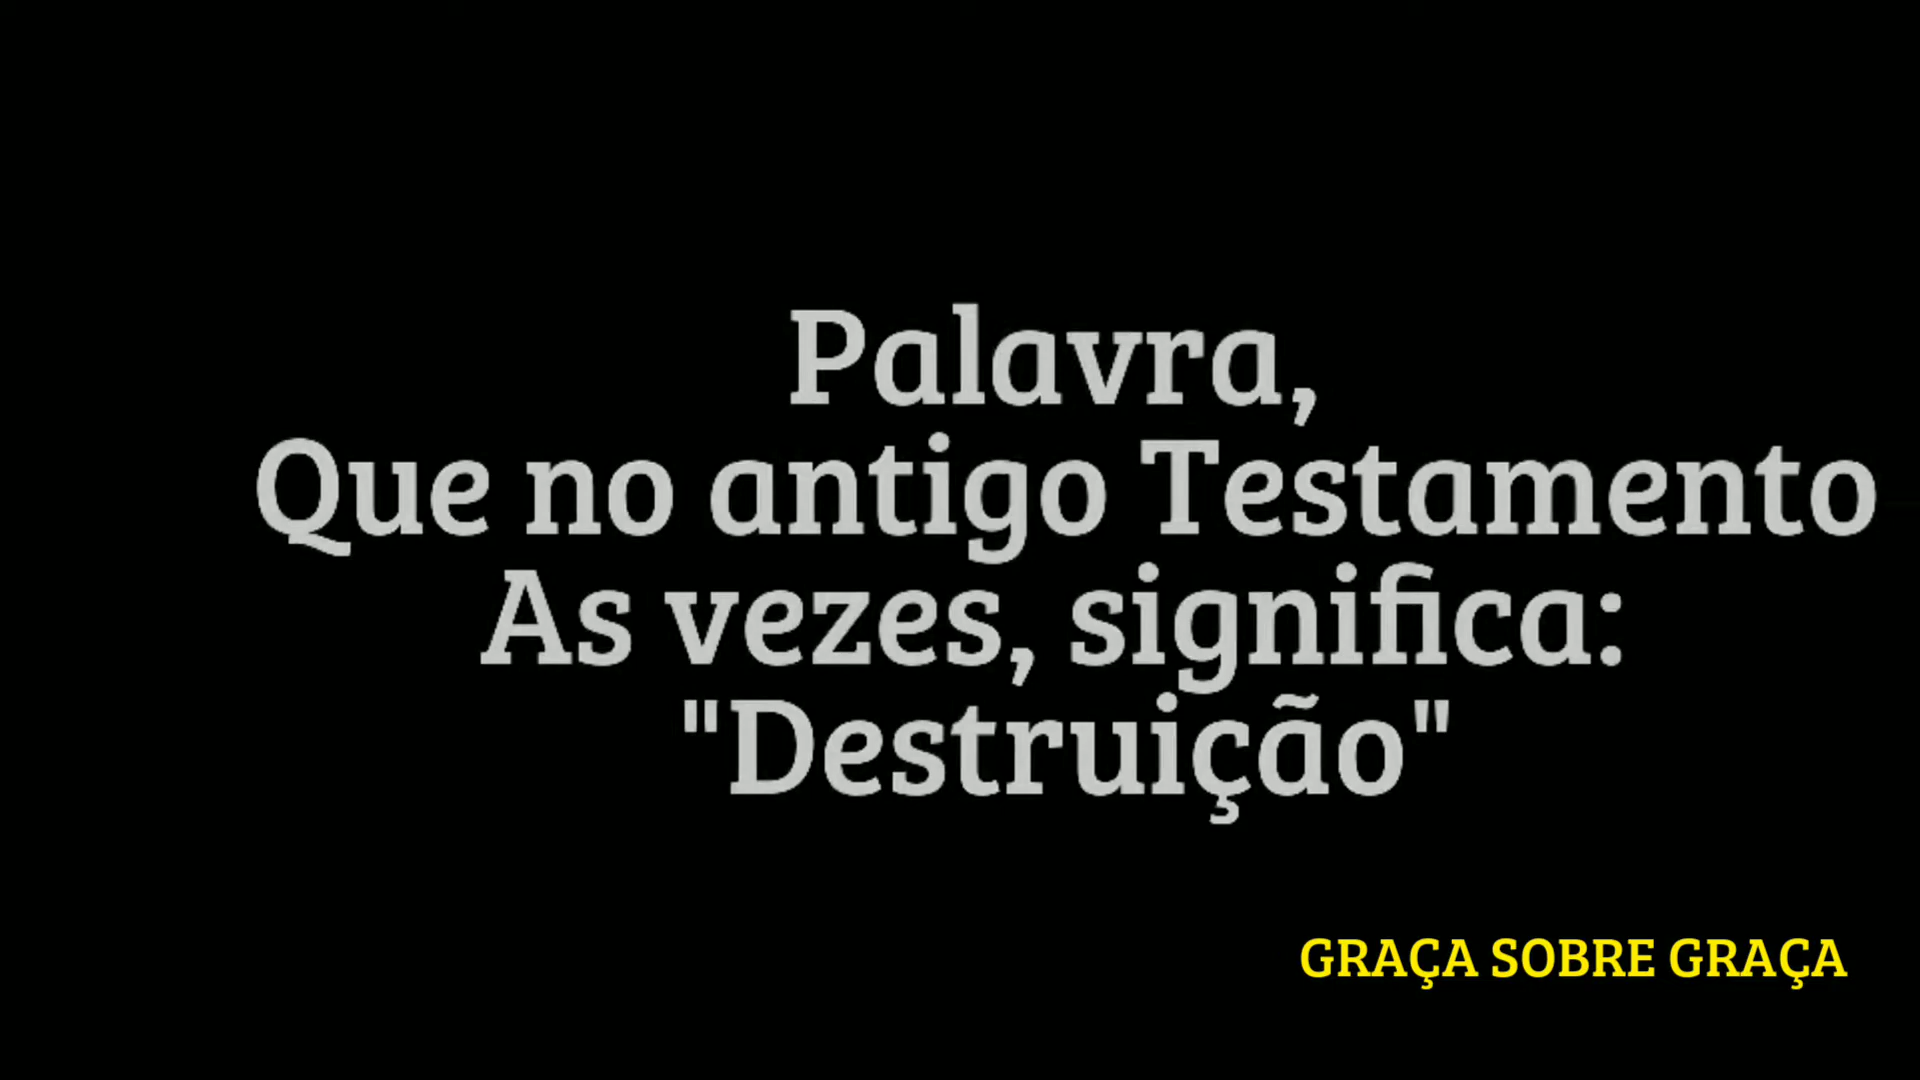 Palavra,
Que no antigo Testamento
As vezes, significa:
"Destruição"
GRAÇA SOBRE GRAÇA